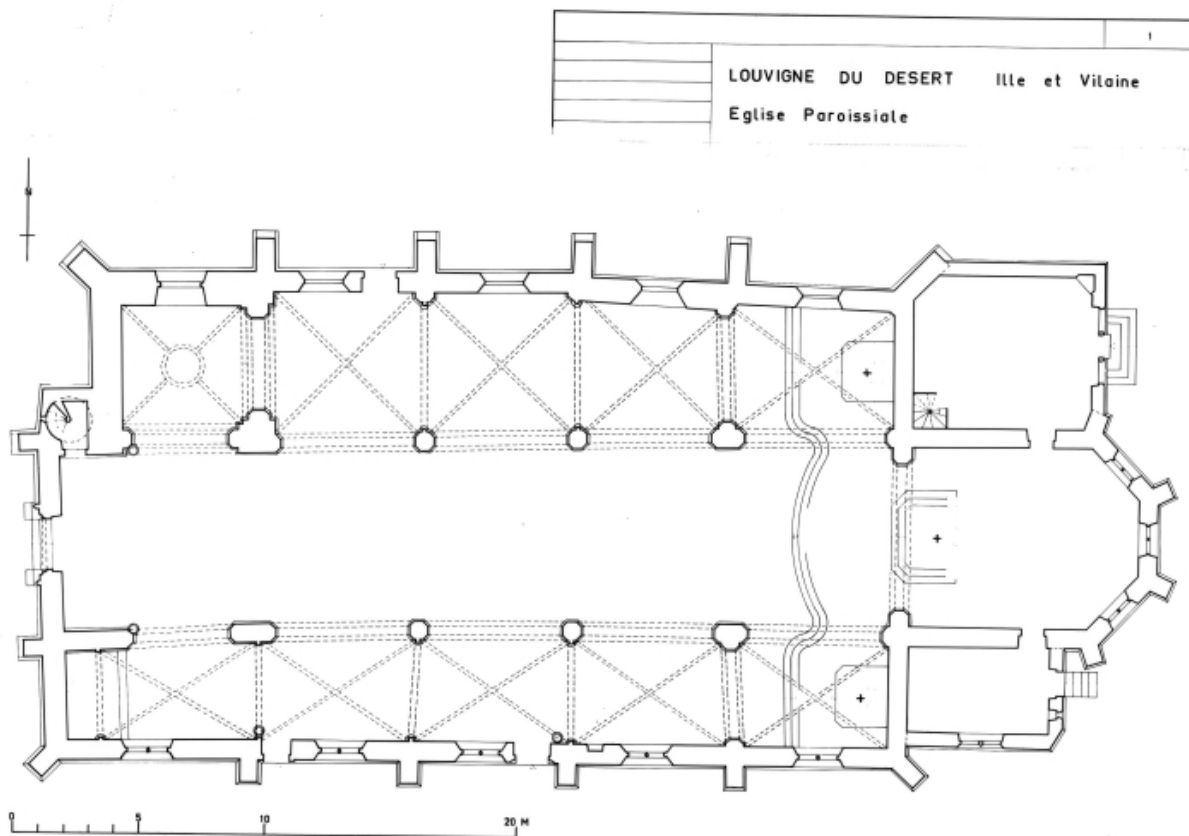 1
LOUVIGNE DU DESERT Ille et Vilaine
Eglise Paroissiale
N
0 5 10 20 M